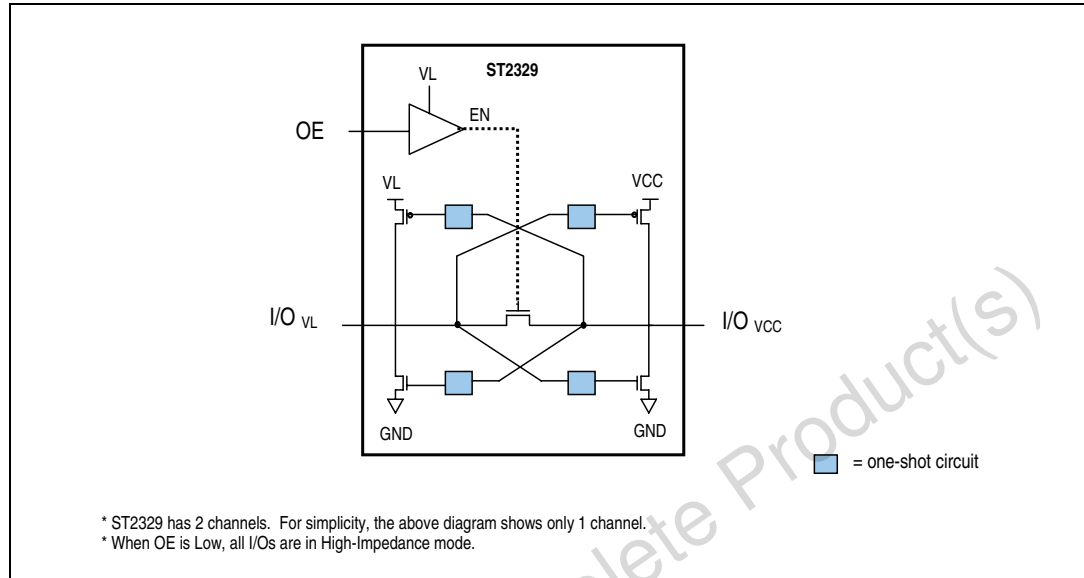 ST2329
VL
EN
OE
VL
VCC
I/O VL
I/O VCC
GND
GND
= one-shot circuit
* ST2329 has 2 channels. For simplicity, the above diagram shows only 1 channel.
* When OE is Low, all I/Os are in High-Impedance mode.
Product(s)